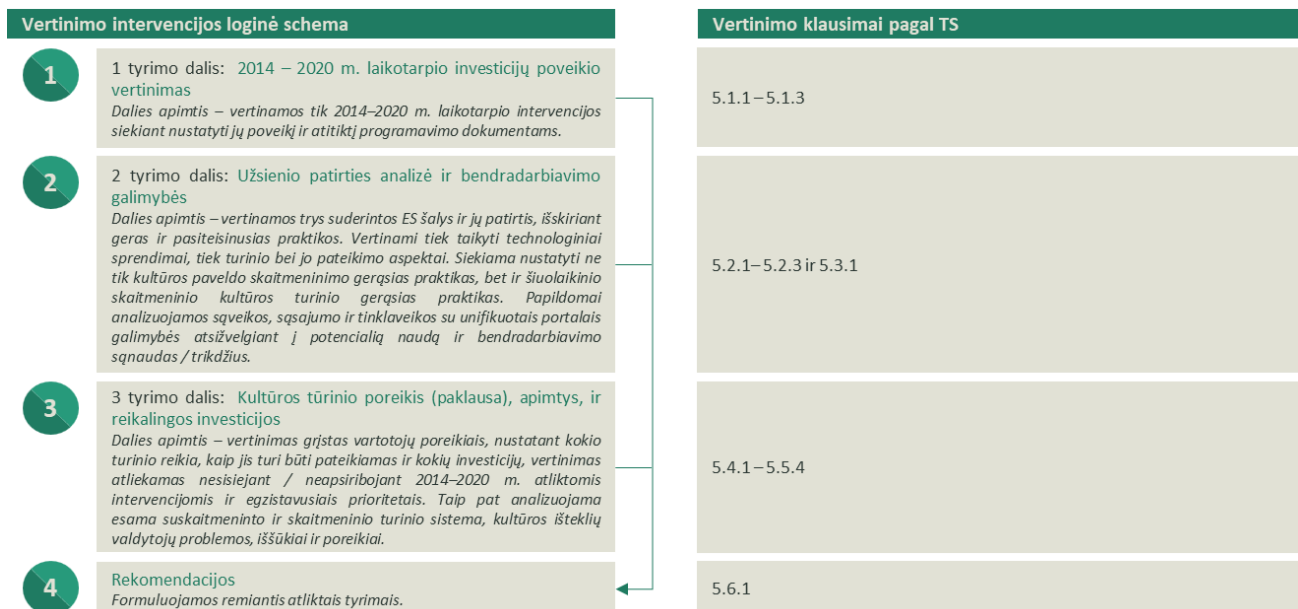 Vertinimo intervencijos loginė schema
Vertinimo klausimai pagal TS
1
1 tyrimo dalis: 2014 – 2020 m. laikotarpio investicijų poveikio
vertinimas
Dalies apimtis – vertinamos tik 2014–2020 m. laikotarpio intervencijos
siekiant nustatyti jų poveikį ir atitiktį programavimo dokumentams.
5.1.1 – 5.1.3
2
2 tyrimo dalis: Užsienio patirties analizė ir bendradarbiavimo
galimybės
Dalies apimtis – vertinamos trys suderintos ES šalys ir jų patirtis, išskiriant
geras ir pasiteisinusias praktikos. Vertinami tiek taikyti technologiniai
sprendimai, tiek turinio bei jo pateikimo aspektai. Siekiama nustatyti ne
tik kultūros paveldo skaitmeninimo gerąsias praktikas, bet ir šiuolaikinio
skaitmeninio kultūros turinio gerąsias praktikas. Papildomai
analizuojamos sąveikos, sąsajumo ir tinklaveikos su unifikuotais portalais
galimybės atsižvelgiant į potencialią naudą ir bendradarbiavimo
sąnaudas / trikdžius.
5.2.1– 5.2.3 ir 5.3.1
3
3 tyrimo dalis: Kultūros tūrinio poreikis (paklausa), apimtys, ir
reikalingos investicijos
Dalies apimtis – vertinimas grįstas vartotojų poreikiais, nustatant kokio
turinio reikia, kaip jis turi būti pateikiamas ir kokių investicijų, vertinimas
atliekamas nesisiejant / neapsiribojant 2014–2020 m. atliktomis
intervencijomis ir egzistavusiais prioritetais. Taip pat analizuojama
esama suskaitmeninto ir skaitmeninio turinio sistema, kultūros išteklių
valdytojų problemos, iššūkiai ir poreikiai.
5.4.1 – 5.5.4
4
Rekomendacijos
Formuluojamos remiantis atliktais tyrimais.
5.6.1